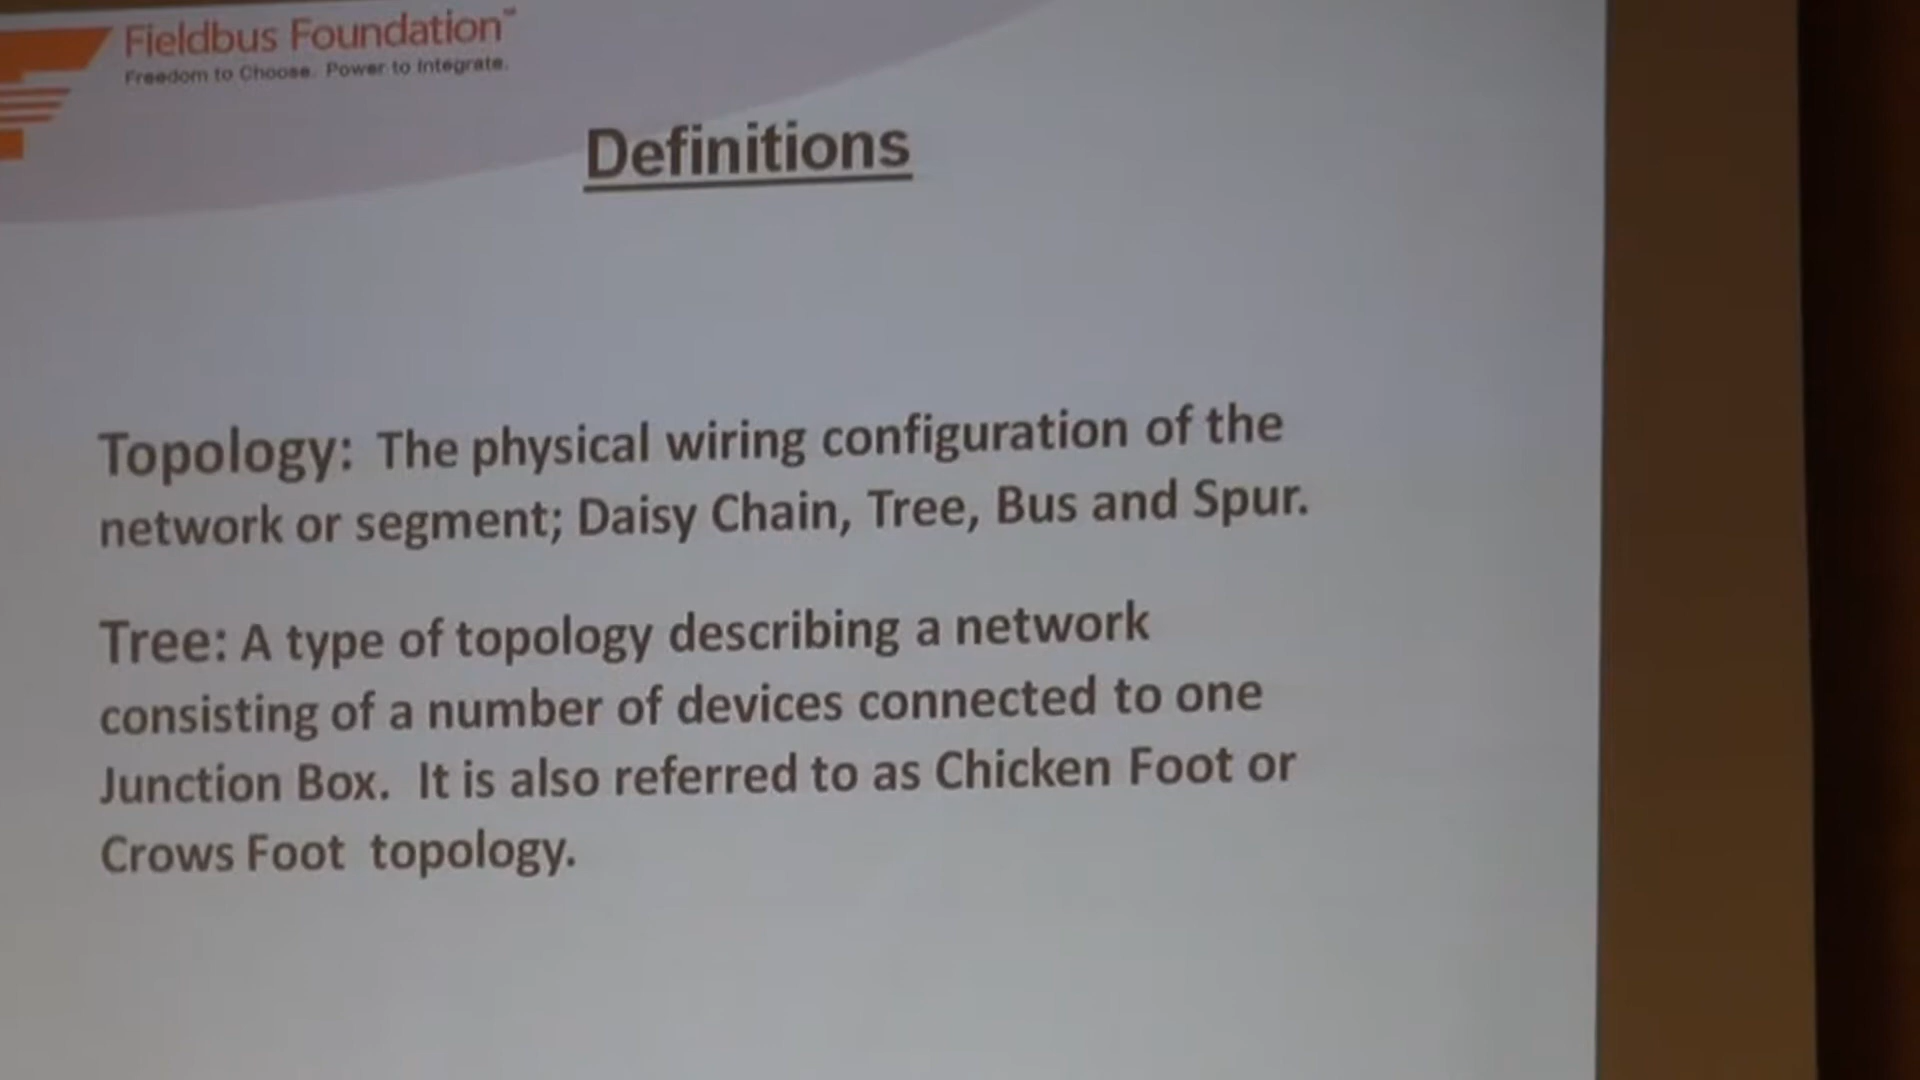 Fieldbus Foundation™
Freedom to Choose. Power to Integrate.
Definitions
Topology: The physical wiring configuration of the
network or segment; Daisy Chain, Tree, Bus and Spur.
Tree: A type of topology describing a network
consisting of a number of devices connected to one
Junction Box. It is also referred to as Chicken Foot or
Crows Foot topology.